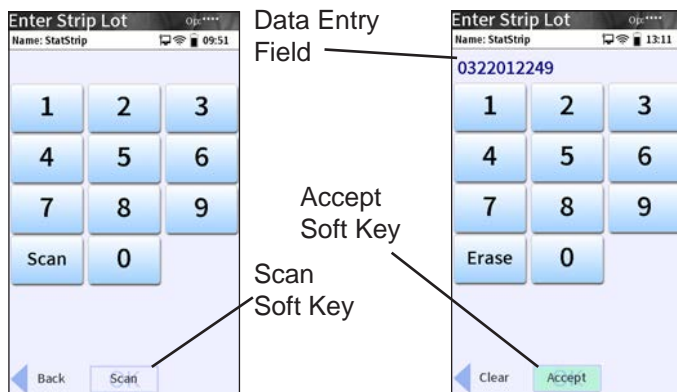 Enter Strip Lot Op:****
Name: StatStrip 09:51
1 2 3
4 5 6
7 8 9
Scan 0
Back Scan
Data Entry
Field
Accept
Soft Key
Scan
Soft Key
Enter Strip Lot Op:****
Name: StatStrip 13:11
0322012249
1 2 3
4 5 6
7 8 9
Erase 0
Clear Accept